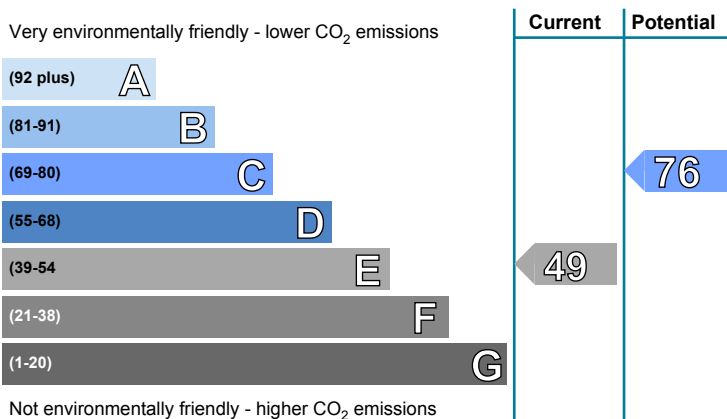 Very environmentally friendly - lower CO2 emissions
Current
Potential
(92 plus) A
(81-91) B
(69-80) C
76
(55-68) D
(39-54 E
49
(21-38) F
(1-20) G
Not environmentally friendly - higher CO2 emissions